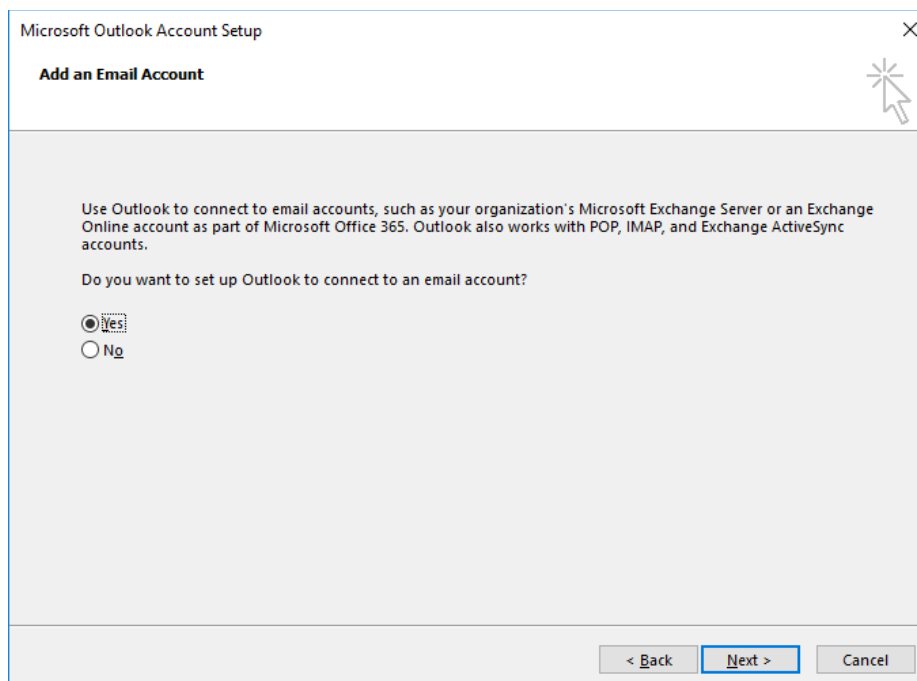 Microsoft Outlook Account Setup
Add an Email Account
Use Outlook to connect to email accounts, such as your organization's Microsoft Exchange Server or an Exchange
Online account as part of Microsoft Office 365. Outlook also works with POP, IMAP, and Exchange ActiveSync
accounts.
Do you want to set up Outlook to connect to an email account?
Yes
No
< Back
Next >
Cancel